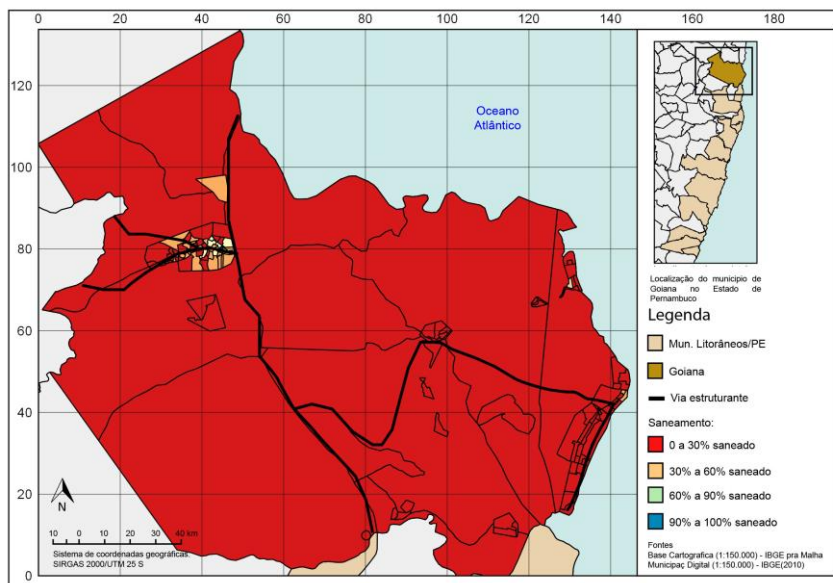 0 20 40 60 80 100 120 140 160 180
120
100
80
60
40
20
0
Oceano
Atlântico
N
10 0 10 20 30 40 km
Sistema de coordenadas geográficas.
SIRGAS 2000/UTM 25 S
Localização do municipio de
Goiana no Estado de
Pernambuco
Legenda
Mun. Litorâneos/PE
Goiana
Via estruturante
Saneamento:
0 a 30% saneado
30% a 60% saneado
60% a 90% saneado
90% a 100% saneado
Fontes
Base Cartografica (1:150.000) - IBGE pra Malha
Municipaç Digital (1:150.000) - IBGE(2010)